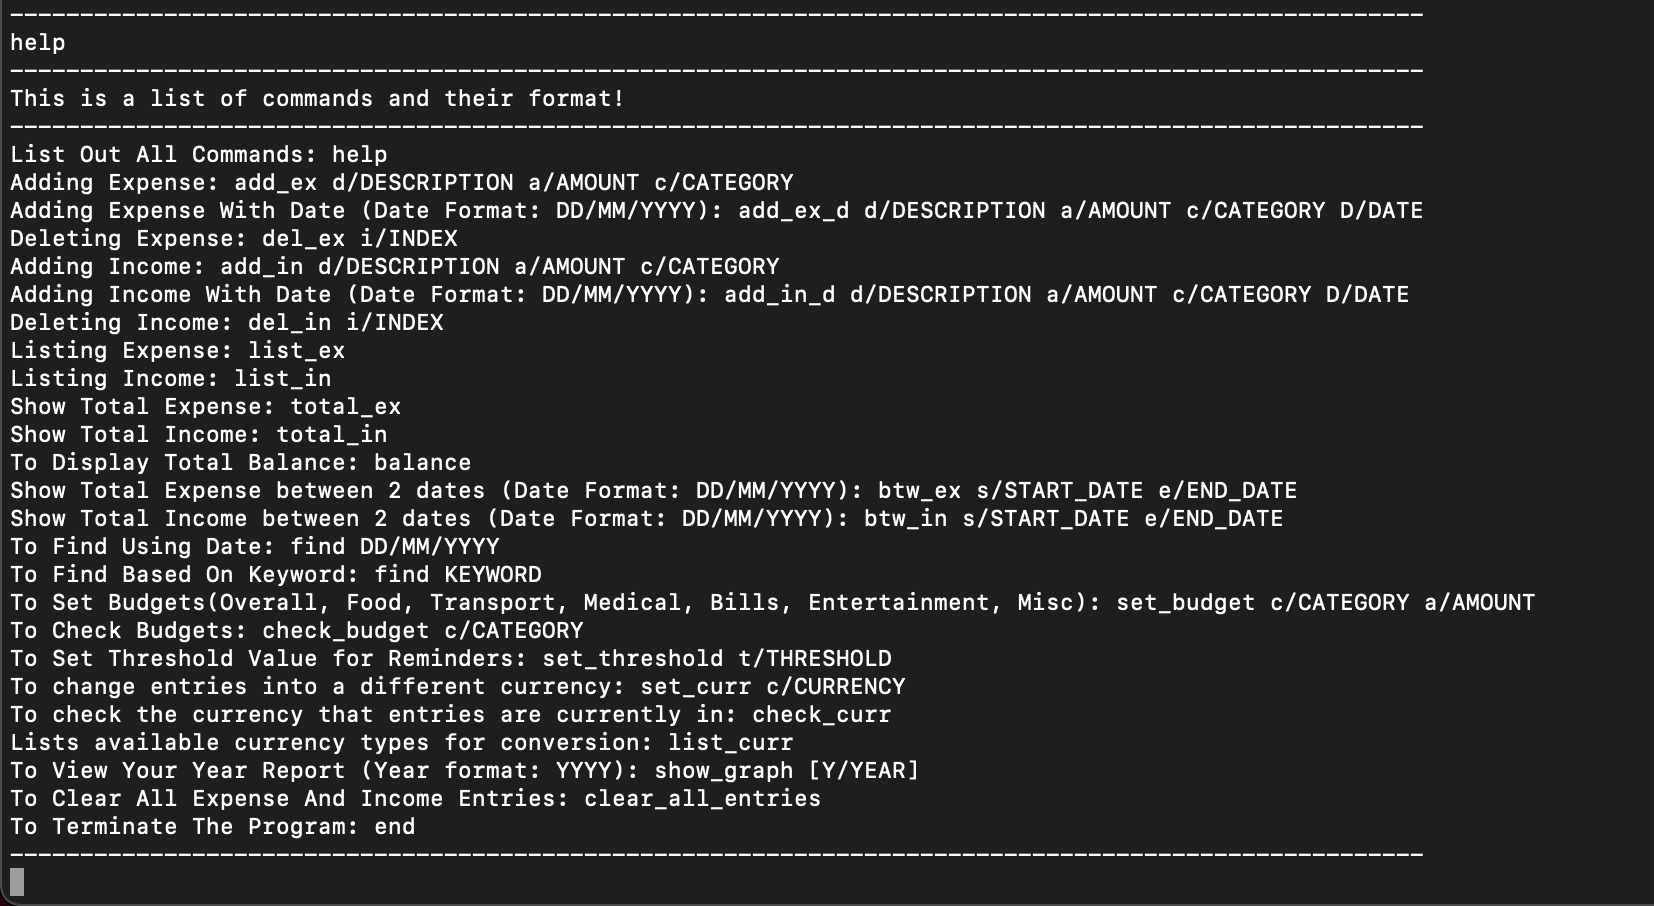 help
This is a list of commands and their format!
List Out All Commands: help
Adding Expense: add_ex d/DESCRIPTION a/AMOUNT c/CATEGORY
Adding Expense With Date (Date Format: DD/MM/YYYY): add_ex_d d/DESCRIPTION a/AMOUNT c/CATEGORY D/DATE
Deleting Expense: del_ex i/INDEX
Adding Income: add_in d/DESCRIPTION a/AMOUNT c/CATEGORY
Adding Income With Date (Date Format: DD/MM/YYYY): add_in_d d/DESCRIPTION a/AMOUNT c/CATEGORY D/DATE
Deleting Income: del_in i/INDEX
Listing Expense: list_ex
Listing Income: list_in
Show Total Expense: total_ex
Show Total Income: total_in
To Display Total Balance: balance
Show Total Expense between 2 dates (Date Format: DD/MM/YYYY): btw_ex s/START_DATE e/END_DATE
Show Total Income between 2 dates (Date Format: DD/MM/YYYY): btw_in s/START_DATE e/END_DATE
To Find Using Date: find DD/MM/YYYY
To Find Based On Keyword: find KEYWORD
To Set Budgets(Overall, Food, Transport, Medical, Bills, Entertainment, Misc): set_budget c/CATEGORY a/AMOUNT
To Check Budgets: check_budget c/CATEGORY
To Set Threshold Value for Reminders: set_threshold t/THRESHOLD
To change entries into a different currency: set_curr c/CURRENCY
To check the currency that entries are currently in: check_curr
Lists available currency types for conversion: list_curr
To View Your Year Report (Year format: YYYY): show_graph [Y/YEAR]
To Clear All Expense And Income Entries: clear_all_entries
To Terminate The Program: end